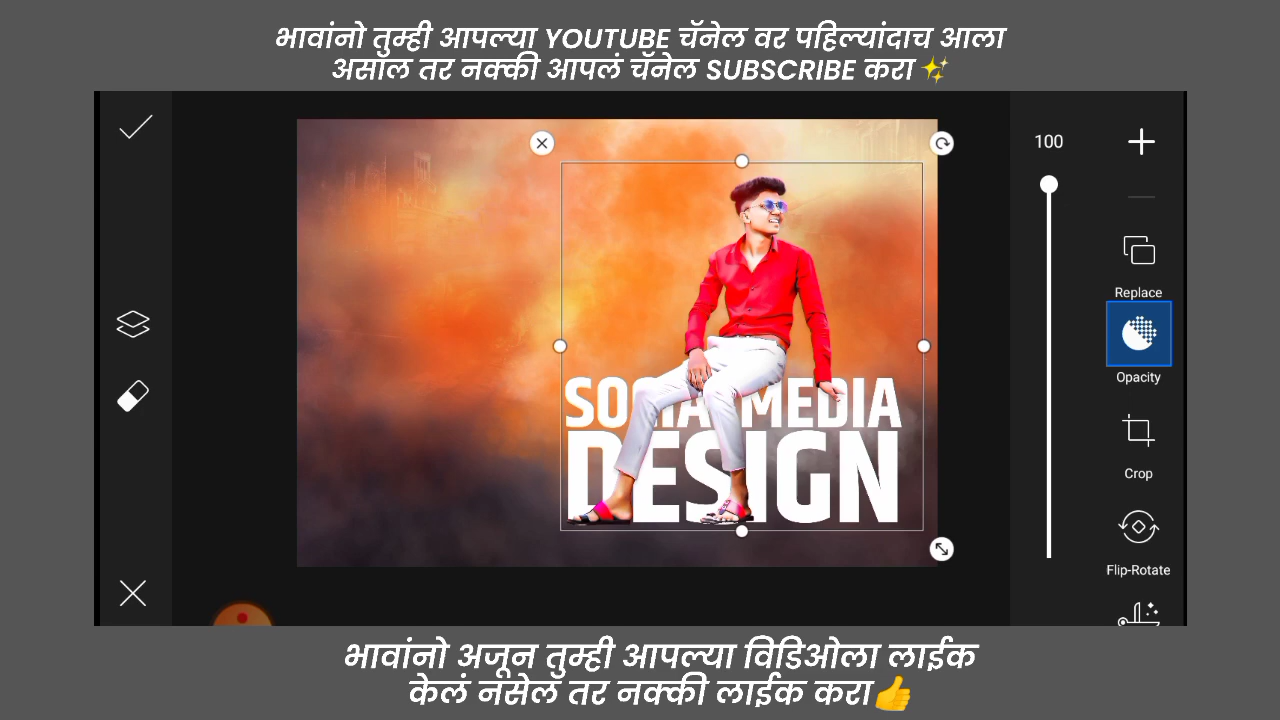 भावांनो तुम्ही आपल्या YOUTUBE चॅनेल वर पहिल्यांदाच आला
असाल तर नक्की आपलं चॅनेल SUBSCRIBE करा ✨
100
Replace
Opacity
Crop
Flip-Rotate
SOCIAL MEDIA
DESIGN
भावांनो अजून तुम्ही आपल्या विडिओला लाईक
केलं नसेल तर नक्की लाईक करा👍